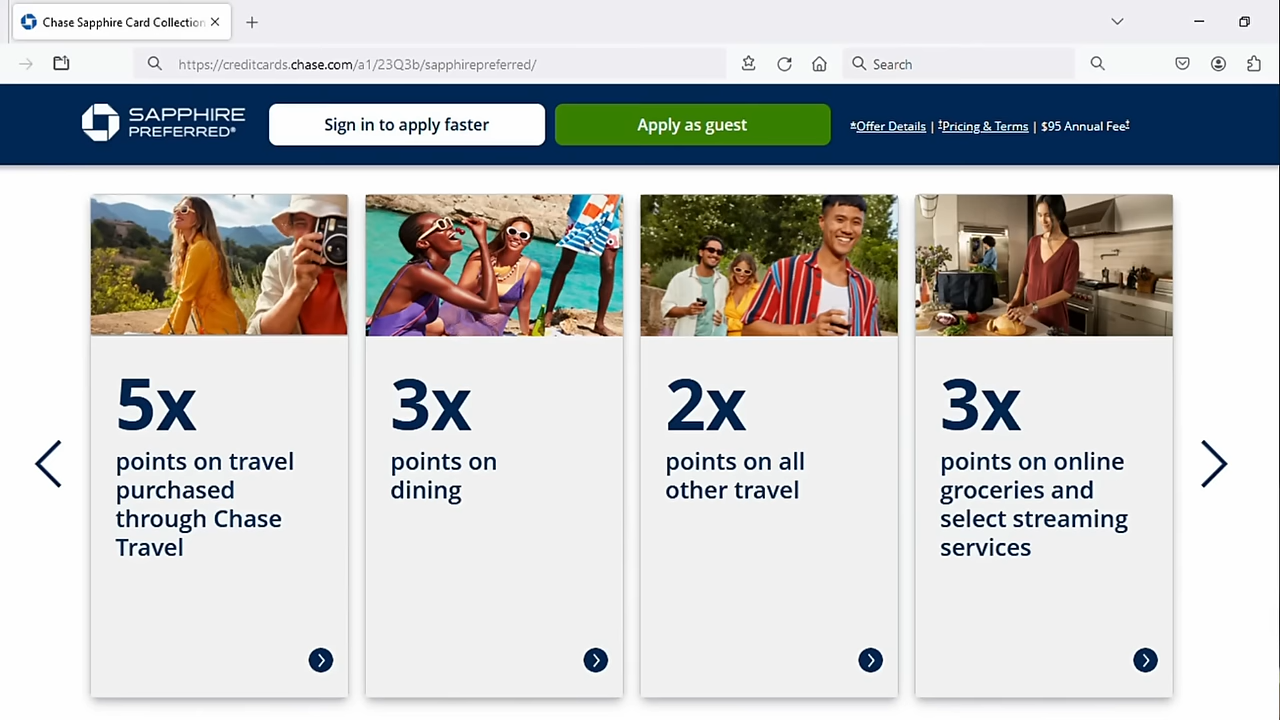 Chase Sapphire Card Collection
https://creditcards.chase.com/a1/23Q3b/sapphirepreferred/
Search
SAPPHIRE
PREFERRED®
Sign in to apply faster
Apply as guest
*Offer Details | ‡Pricing & Terms | $95 Annual Fee‡
5x
points on travel
purchased
through Chase
Travel
3x
points on
dining
2x
points on all
other travel
3x
points on online
groceries and
select streaming
services